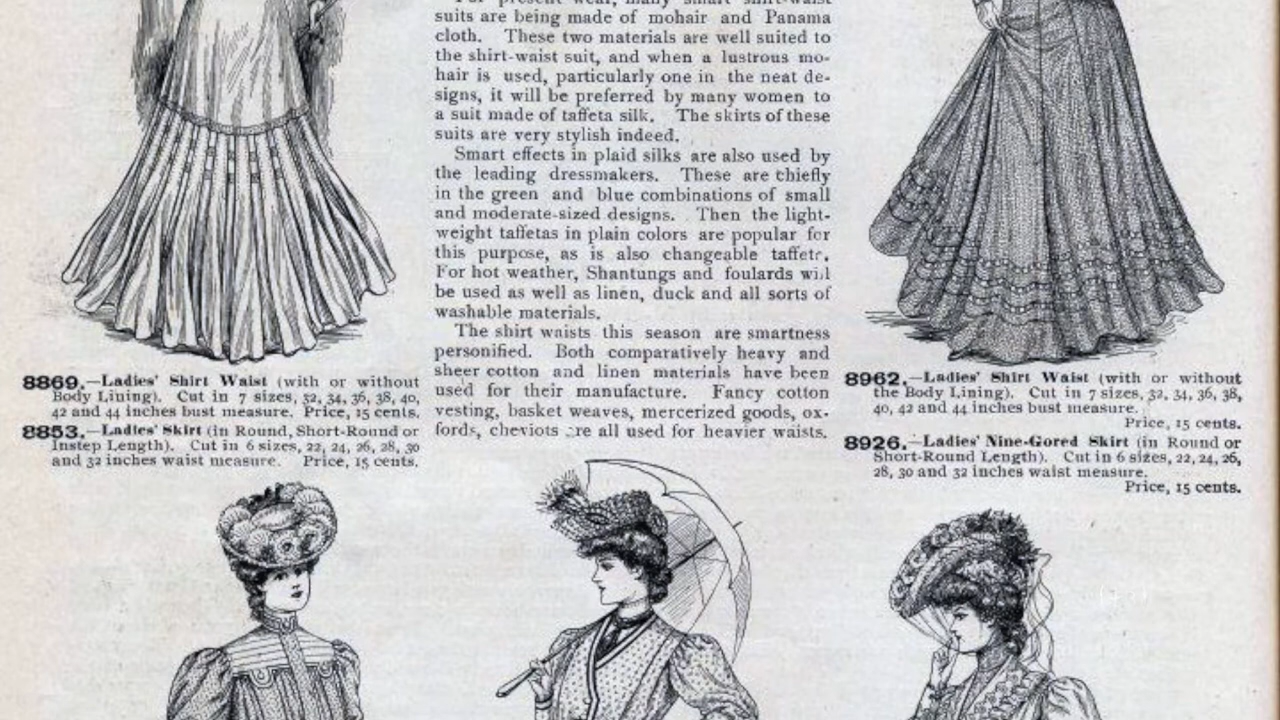 For present wear, many smart shirt-waist
suits are being made of mohair and Panama
cloth. These two materials are well suited to
the shirt-waist suit, and when a lustrous mo-
hair is used, particularly one in the neat de-
signs, it will be preferred by many women to
a suit made of taffeta silk. The skirts of these
suits are very stylish indeed.
Smart effects in plaid silks are also used by
the leading dressmakers. These are chiefly
in the green and blue combinations of small
and moderate-sized designs. Then the light-
weight taffetas in plain colors are popular for
this purpose, as is also changeable taffeta.
For hot weather, Shantungs and foulards will
be used as well as linen, duck and all sorts of
washable materials.
The shirt waists this season are smartness
personified. Both comparatively heavy and
sheer cotton and linen materials have been
used for their manufacture. Fancy cotton
vesting, basket weaves, mercerized goods, ox-
fords, cheviots are all used for heavier waists.
8869.—Ladies' Shirt Waist (with or without
Body Lining). Cut in 7 sizes, 32, 34, 36, 38, 40,
42 and 44 inches bust measure. Price, 15 cents.
8853.—Ladies' Skirt (in Round, Short-Round or
Instep Length). Cut in 6 sizes, 22, 24, 26, 28, 30
and 32 inches waist measure. Price, 15 cents.
8962.—Ladies' Shirt Waist (with or without
the Body Lining). Cut in 7 sizes, 32, 34, 36, 38,
40, 42 and 44 inches bust measure.
Price, 15 cents.
8926.—Ladies' Nine-Gored Skirt (in Round or
Short-Round Length). Cut in 6 sizes, 22, 24, 26,
28, 30 and 32 inches waist measure.
Price, 15 cents.